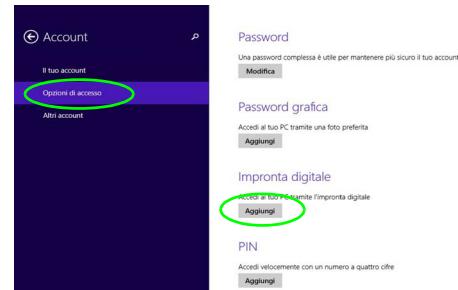 Account
Il tuo account
Opzioni di accesso
Altri account
Password
Una password complessa è utile per mantenere più sicuro il tuo account
Modifica
Password grafica
Accedi al tuo PC tramite una foto preferita
Aggiungi
Impronta digitale
Accedi al tuo PC tramite l'impronta digitale
Aggiungi
PIN
Accedi velocemente con un numero a quattro cifre
Aggiungi